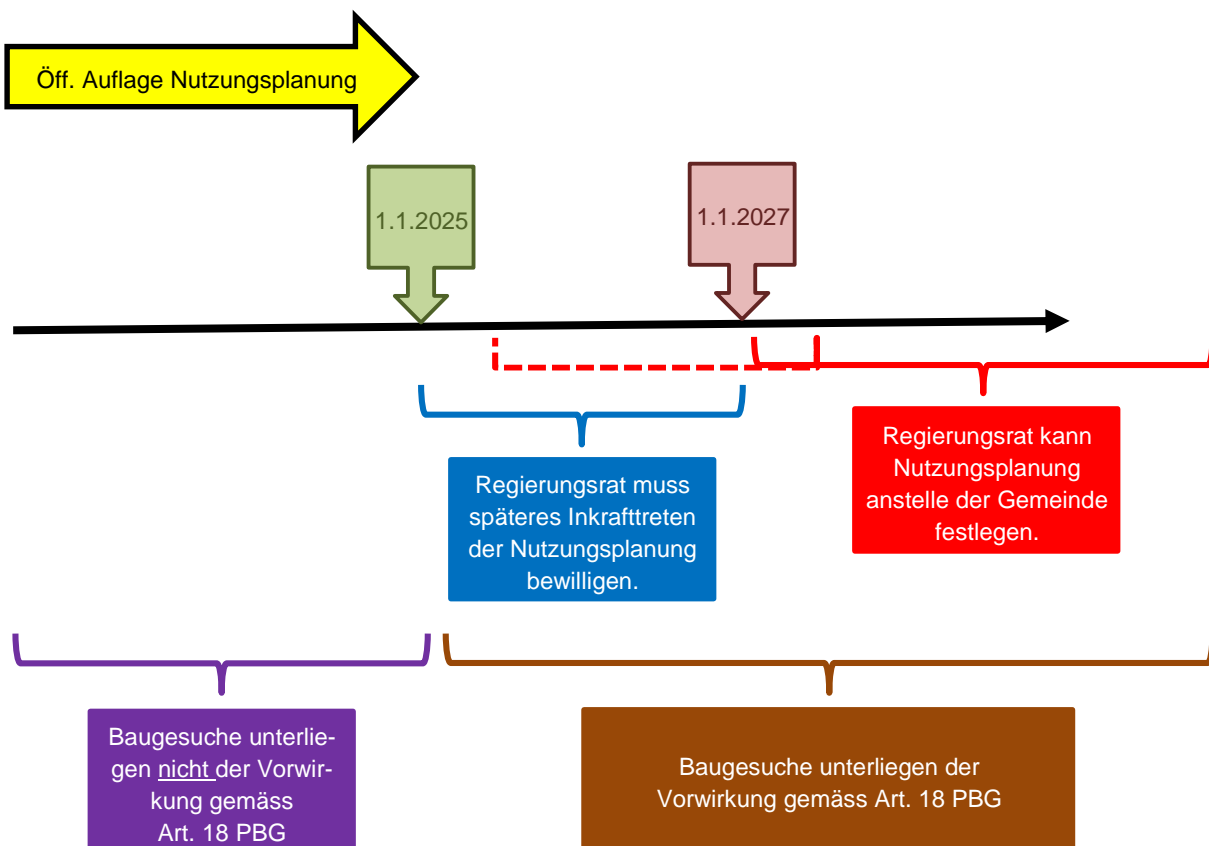 Öff. Auflage Nutzungsplanung
1.1.2025
1.1.2027
Regierungsrat muss
späteres Inkrafttreten
der Nutzungsplanung
bewilligen.
Regierungsrat kann
Nutzungsplanung
anstelle der Gemeinde
festlegen.
Baugesuche unterlie-
gen nicht der Vorwir-
kung gemäss
Art. 18 PBG
Baugesuche unterliegen der
Vorwirkung gemäss Art. 18 PBG